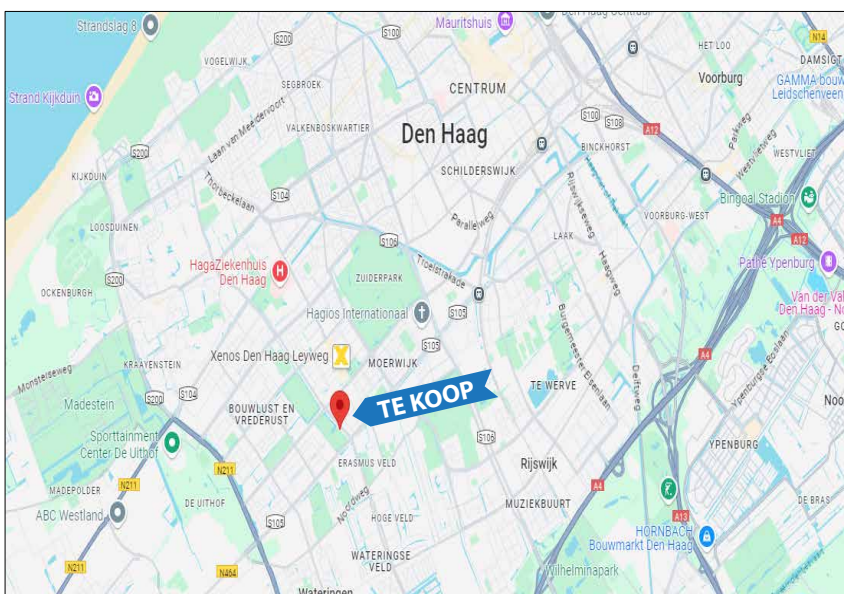 Strandslag 8
Mauritshuis
Den Haag Centraal
S200
S100
N14
HET LOO
DAMSIGT
VOGELWIJK
SEGBROEK
CENTRUM
Voorburg
GAMMA bouw
Leidschenveen
Strand Kijkduin
Laan van Meerdervoort
VALKENBOSKWARTIER
Den Haag
S100
S108
A12
Parkweg
Westvlietweg
BINCKHORST
WESTVLIET
S200
KIJKDUIN
Thorbeckelaan
S104
SCHILDERSWIJK
Rijswijkseweg
Bingoal Stadion
LOOSDUINEN
Parallelweg
VOORBURG-WEST
A4
A12
LAAK
Haagweg
S106
Troelstrakade
HagaZiekenhuis
Den Haag
ZUIDERPARK
Pathé Ypenburg
S200
OCKENBURGH
Hagios Internationaal
S105
Van der Val
Den Haag - No
Burgemeester Elsenlaan
S105
Xenos Den Haag Leyweg
MOERWIJK
A4
Ypenburgse Boslaan
Monsterseweg
KRAAYENSTEIN
TE KOOP
TE WERVE
Delftweg
S200
S104
Madestein
BOUWLUST EN
VREDERUST
Noo
Sporttainment
Center De Uithof
S106
YPENBURG
N211
ERASMUS VELD
Rijswijk
MADEPOLDER
N211
Noordweg
A4
DE UITHOF
MUZIEKBUURT
DE BRAS
ABC Westland
S105
HOGE VELD
A13
HORNBACH
Bouwmarkt Den Haag
WATERINGSE
VELD
N211
N464
Wilhelminapark
Wateringen